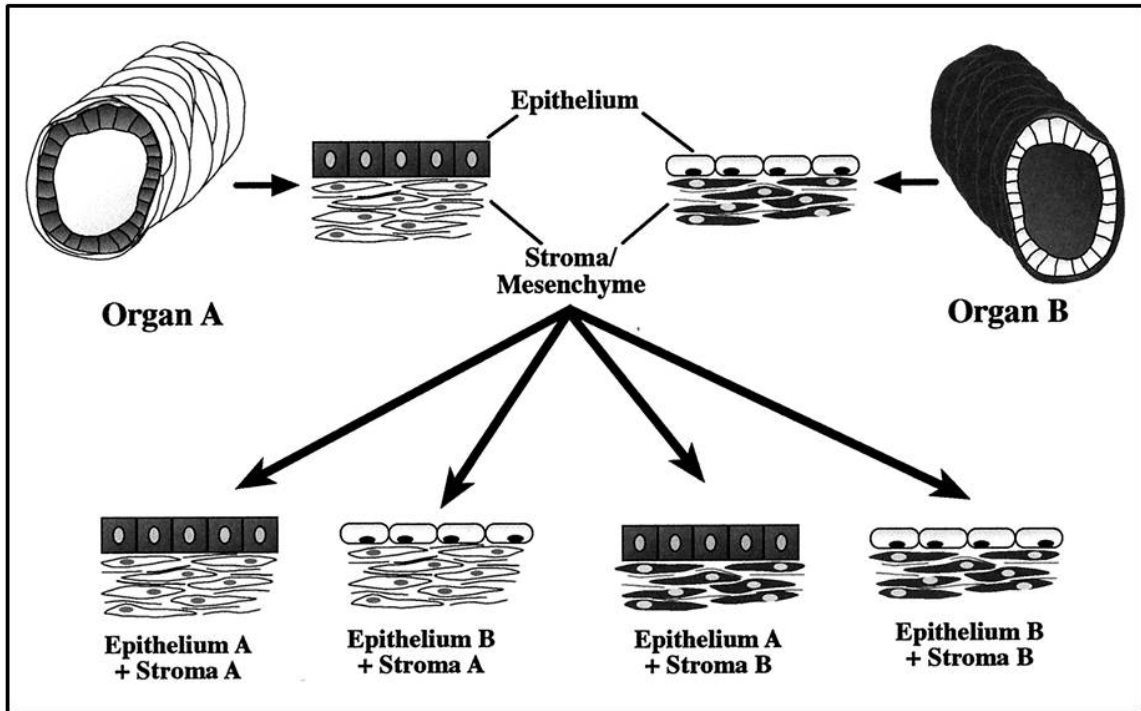 Epithelium
Stroma/
Mesenchyme
Organ A
Organ B
Epithelium A
+ Stroma A
Epithelium B
+ Stroma A
Epithelium A
+ Stroma B
Epithelium B
+ Stroma B